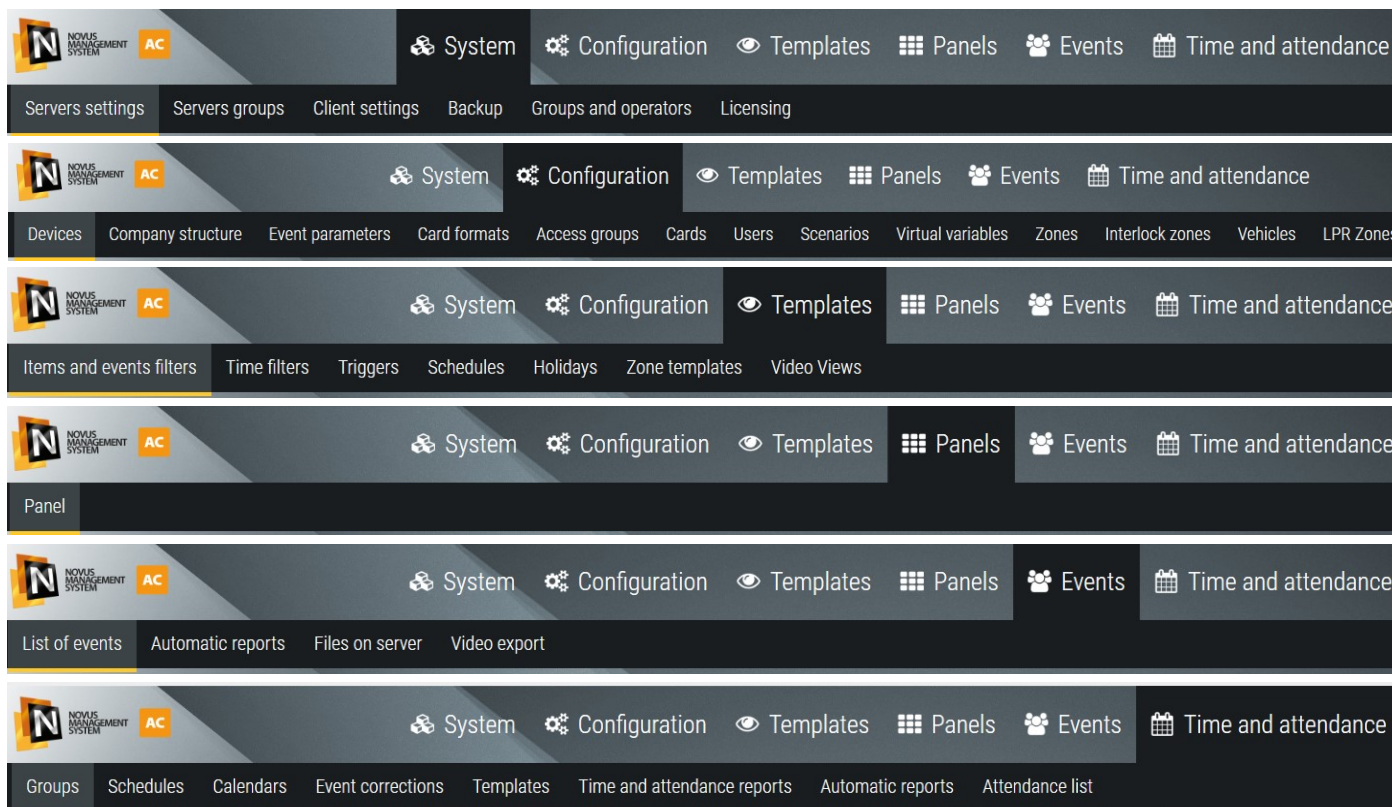 NOVUS MANAGEMENT SYSTEM AC System Configuration Templates Panels Events Time and attendance
Servers settings Servers groups Client settings Backup Groups and operators Licensing
NOVUS MANAGEMENT SYSTEM AC System Configuration Templates Panels Events Time and attendance
Devices Company structure Event parameters Card formats Access groups Cards Users Scenarios Virtual variables Zones Interlock zones Vehicles LPR Zones
NOVUS MANAGEMENT SYSTEM AC System Configuration Templates Panels Events Time and attendance
Items and events filters Time filters Triggers Schedules Holidays Zone templates Video Views
NOVUS MANAGEMENT SYSTEM AC System Configuration Templates Panels Events Time and attendance
Panel
NOVUS MANAGEMENT SYSTEM AC System Configuration Templates Panels Events Time and attendance
List of events Automatic reports Files on server Video export
NOVUS MANAGEMENT SYSTEM AC System Configuration Templates Panels Events Time and attendance
Groups Schedules Calendars Event corrections Templates Time and attendance reports Automatic reports Attendance list